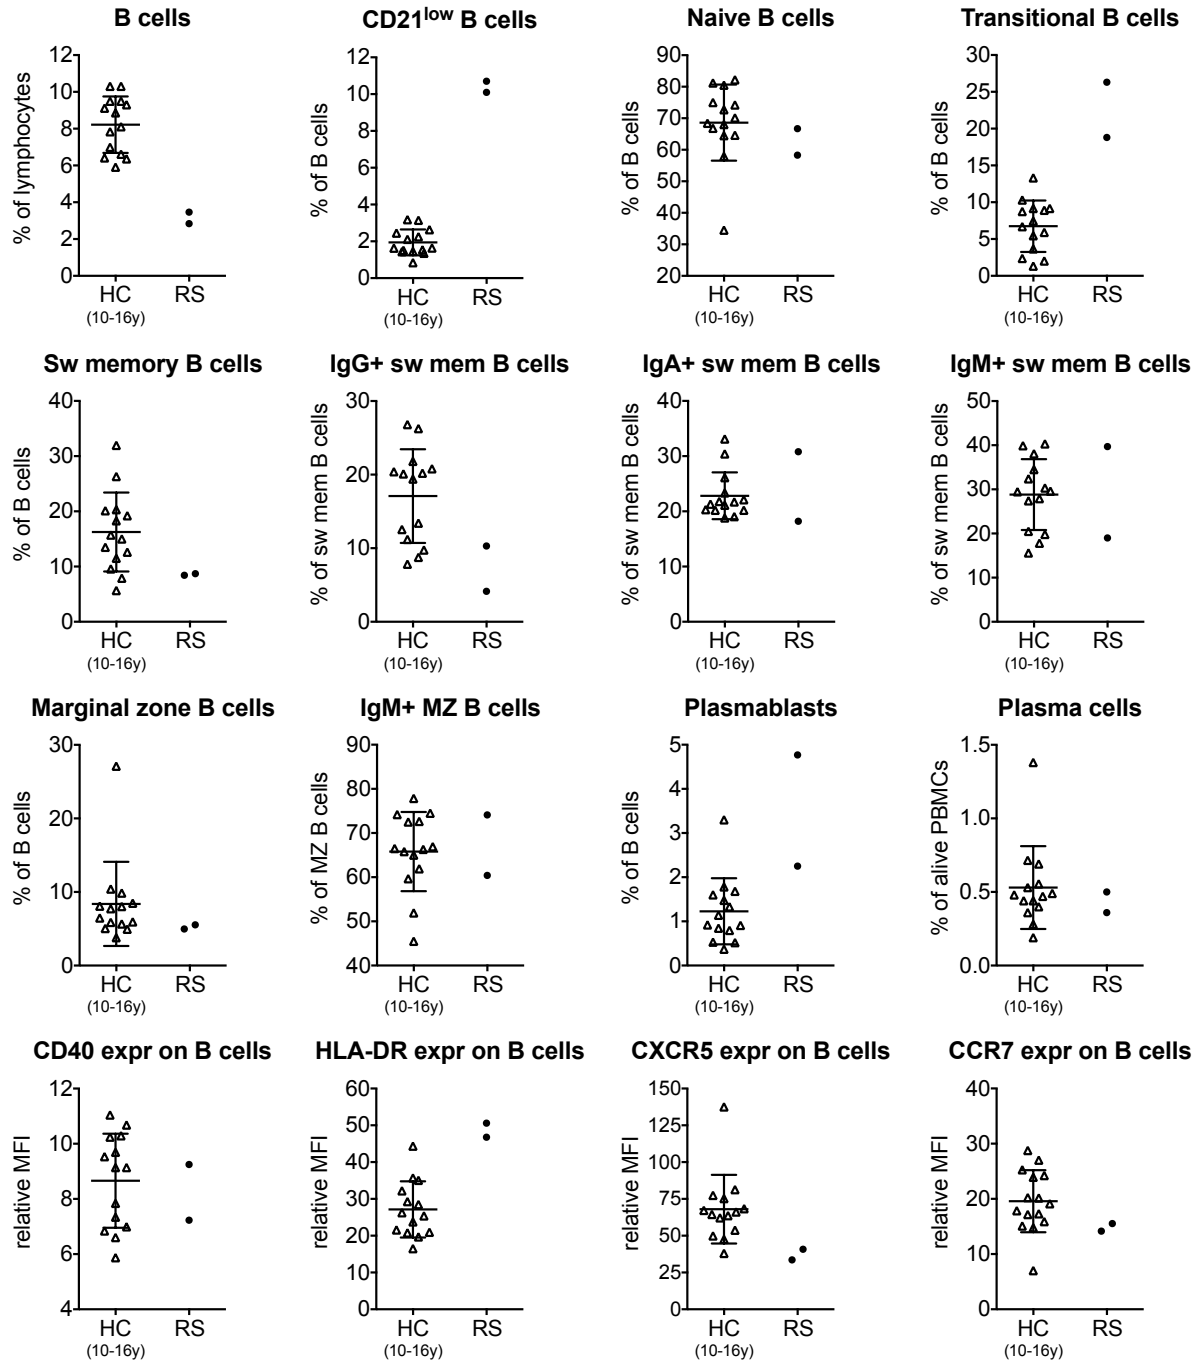 B cells
% of lymphocytes
12
10
8
6
4
2
0
HC
(10-16y)
RS
CD21low B cells
% of B cells
12
10
8
6
4
2
0
HC
(10-16y)
RS
Naive B cells
% of B cells
90
80
70
60
50
40
30
20
HC
(10-16y)
RS
Transitional B cells
% of B cells
30
25
20
15
10
5
0
HC
(10-16y)
RS
Sw memory B cells
% of B cells
40
30
20
10
0
HC
(10-16y)
RS
IgG+ sw mem B cells
% of sw mem B cells
30
20
10
0
HC
(10-16y)
RS
IgA+ sw mem B cells
% of sw mem B cells
40
30
20
10
0
HC
(10-16y)
RS
IgM+ sw mem B cells
% of sw mem B cells
50
40
30
20
10
0
HC
(10-16y)
RS
Marginal zone B cells
% of B cells
30
20
10
0
HC
(10-16y)
RS
IgM+ MZ B cells
% of MZ B cells
90
80
70
60
50
40
HC
(10-16y)
RS
Plasmablasts
% of B cells
5
4
3
2
1
0
HC
(10-16y)
RS
Plasma cells
% of alive PBMCs
1.5
1.0
0.5
0.0
HC
(10-16y)
RS
CD40 expr on B cells
relative MFI
12
10
8
6
4
HC
(10-16y)
RS
HLA-DR expr on B cells
relative MFI
60
50
40
30
20
10
0
HC
(10-16y)
RS
CXCR5 expr on B cells
relative MFI
150
125
100
75
50
25
0
HC
(10-16y)
RS
CCR7 expr on B cells
relative MFI
40
30
20
10
0
HC
(10-16y)
RS